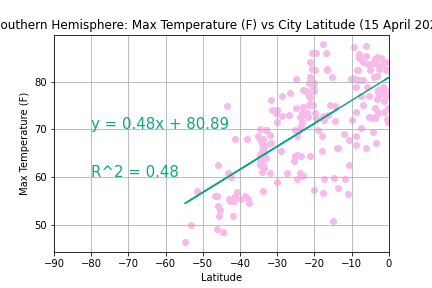 outhern Hemisphere: Max Temperature (F) vs City Latitude (15 April 202
Max Temperature (F)
80
70
60
50
y = 0.48x + 80.89
R^2 = 0.48
−90 −80 −70 −60 −50 −40 −30 −20 −10 0
Latitude